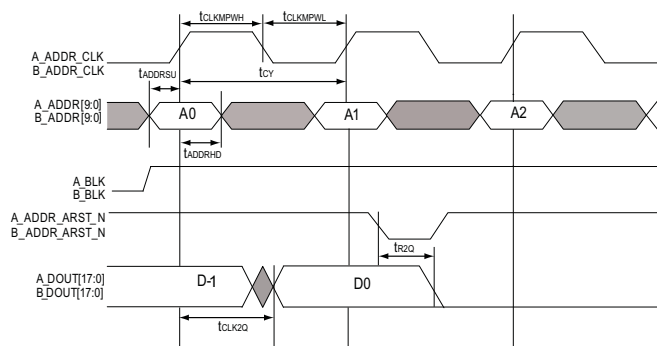 tCLKMPWH
tCLKMPWL
A_ADDR_CLK
B_ADDR_CLK
tADDRSU
tCY
A_ADDR[9:0]
B_ADDR[9:0]
A0
A1
A2
tADDRHD
A_BLK
B_BLK
A_ADDR_ARST_N
B_ADDR_ARST_N
tR2Q
A_DOUT[17:0]
B_DOUT[17:0]
D-1
D0
tCLK2Q